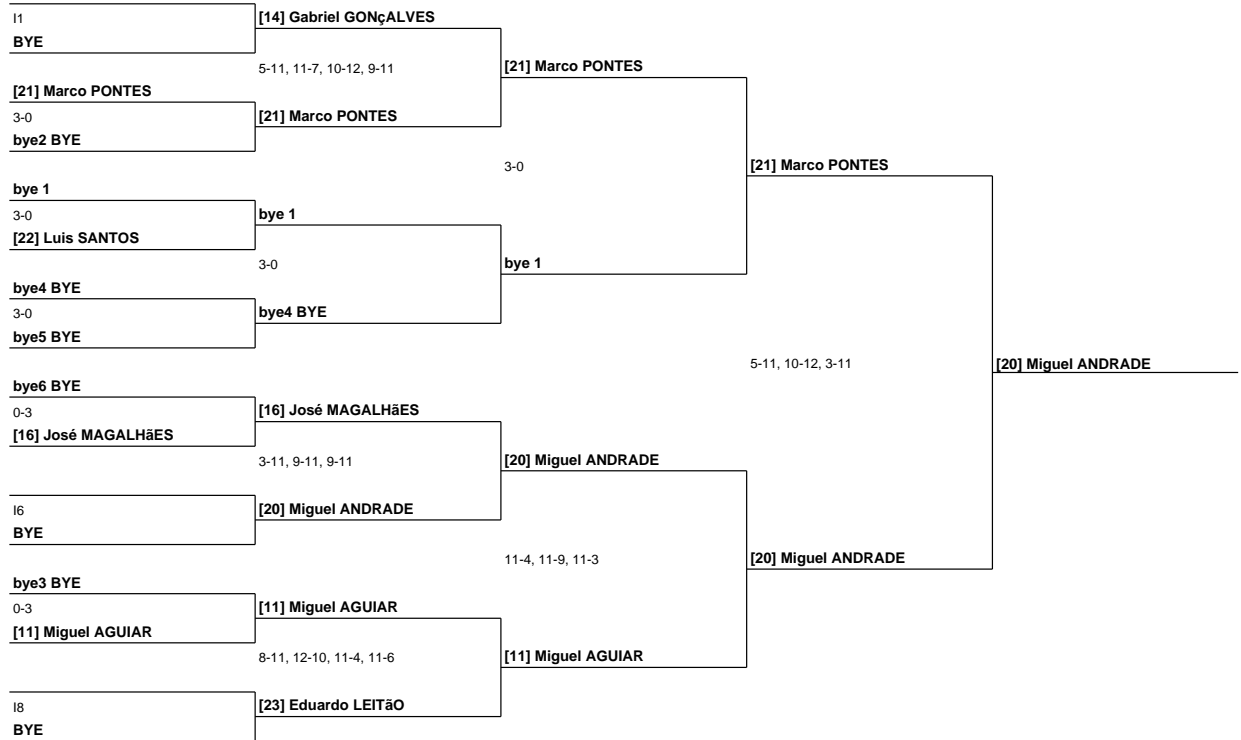 I1
[14] Gabriel GONçALVES
BYE
5-11, 11-7, 10-12, 9-11
[21] Marco PONTES
[21] Marco PONTES
3-0
[21] Marco PONTES
bye2 BYE
3-0
[21] Marco PONTES
bye 1
3-0
bye 1
[22] Luis SANTOS
3-0
bye 1
bye4 BYE
3-0
bye4 BYE
bye5 BYE
5-11, 10-12, 3-11
[20] Miguel ANDRADE
bye6 BYE
0-3
[16] José MAGALHãES
[16] José MAGALHãES
3-11, 9-11, 9-11
[20] Miguel ANDRADE
I6
[20] Miguel ANDRADE
BYE
11-4, 11-9, 11-3
[20] Miguel ANDRADE
bye3 BYE
0-3
[11] Miguel AGUIAR
[11] Miguel AGUIAR
8-11, 12-10, 11-4, 11-6
[11] Miguel AGUIAR
I8
[23] Eduardo LEITãO
BYE